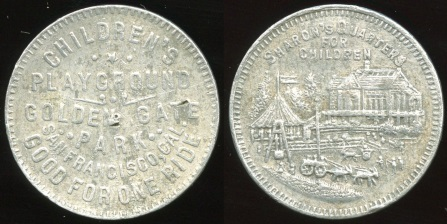 CHILDREN'S
PLAYGROUND
GOLDEN GATE
PARK
SAN FRANCISCO, CAL.
GOOD FOR ONE RIDE
SHARON'S QUARTERS
FOR
CHILDREN